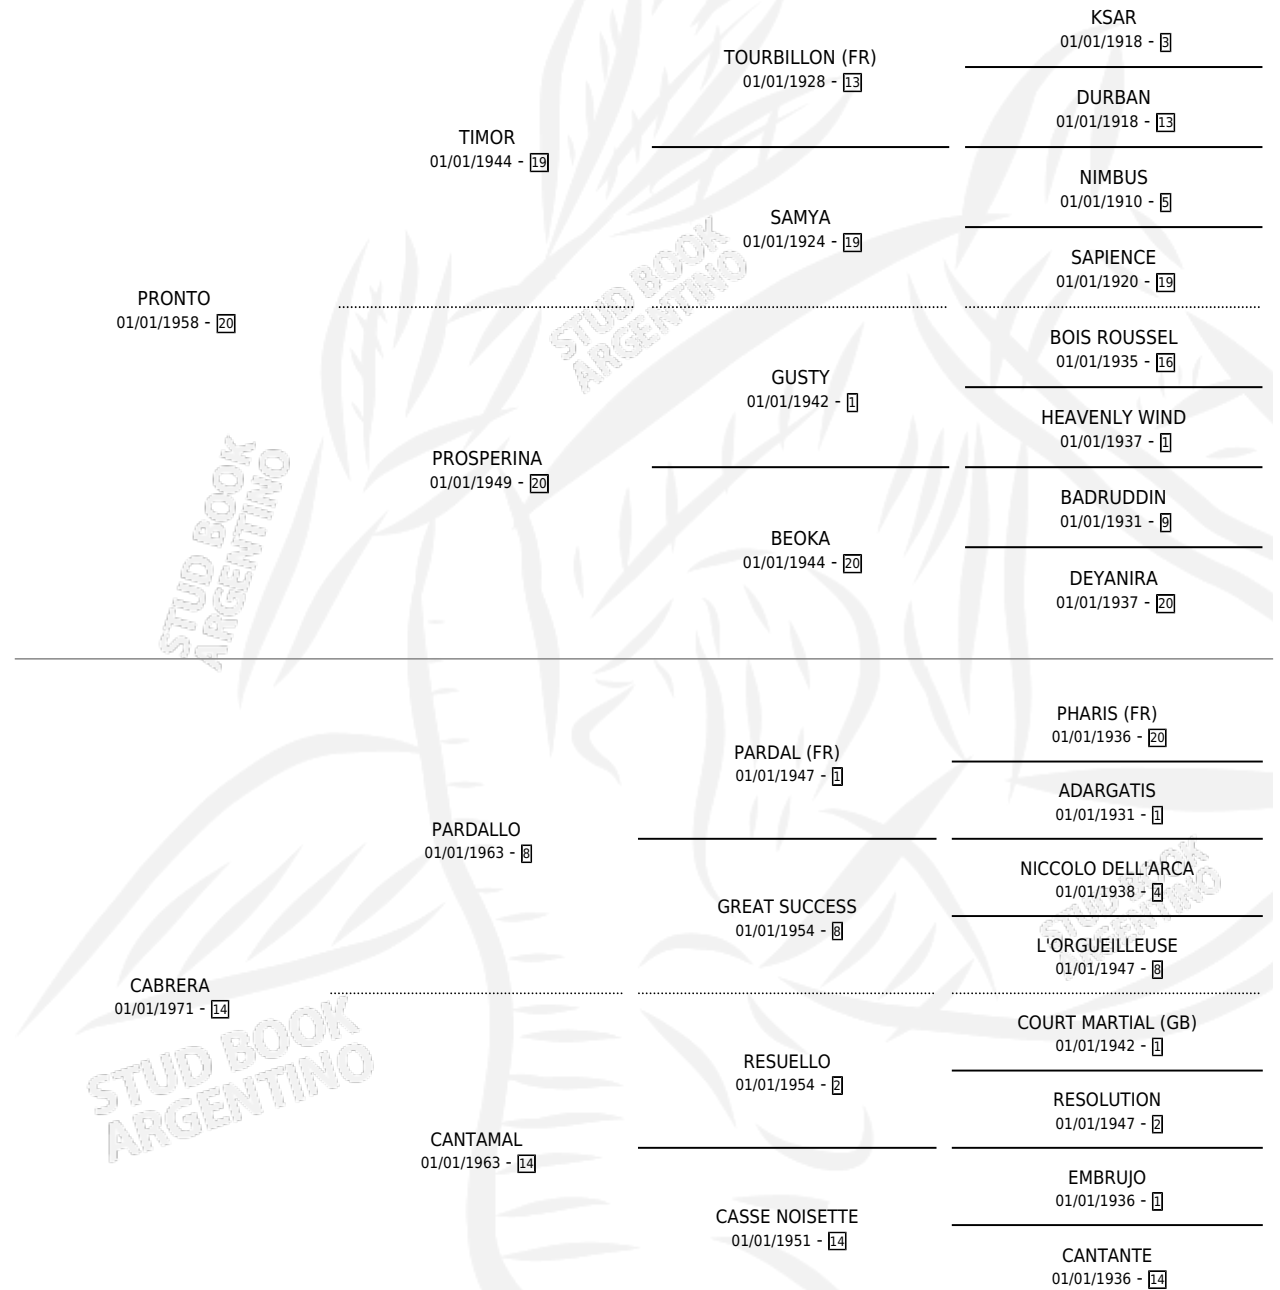 KSAR
01/01/1918 - 3
TOURBILLON (FR)
01/01/1928 - 13
DURBAN
01/01/1918 - 13
TIMOR
01/01/1944 - 19
NIMBUS
01/01/1910 - 5
SAMYA
01/01/1924 - 19
SAPIENCE
01/01/1920 - 19
PRONTO
01/01/1958 - 20
BOIS ROUSSEL
01/01/1935 - 16
GUSTY
01/01/1942 - 1
HEAVENLY WIND
01/01/1937 - 1
PROSPERINA
01/01/1949 - 20
BADRUDDIN
01/01/1931 - 9
BEOKA
01/01/1944 - 20
DEYANIRA
01/01/1937 - 20
STUD BOOK
ARGENTINO
STUD BOOK
ARGENTINO
PHARIS (FR)
01/01/1936 - 20
PARDAL (FR)
01/01/1947 - 1
ADARGATIS
01/01/1931 - 1
PARDALLO
01/01/1963 - 8
NICCOLO DELL'ARCA
01/01/1938 - 4
GREAT SUCCESS
01/01/1954 - 8
L'ORGUEILLEUSE
01/01/1947 - 8
CABRERA
01/01/1971 - 14
COURT MARTIAL (GB)
01/01/1942 - 1
RESUELLO
01/01/1954 - 2
RESOLUTION
01/01/1947 - 2
CANTAMAL
01/01/1963 - 14
EMBRUJO
01/01/1936 - 1
CASSE NOISETTE
01/01/1951 - 14
CANTANTE
01/01/1936 - 14
STUD BOOK
ARGENTINO
STUD BOOK
ARGENTINO